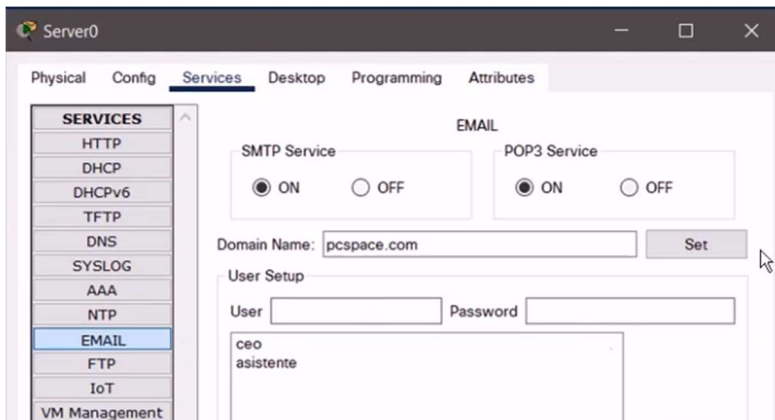 Server0
Physical Config Services Desktop Programming Attributes
SERVICES
HTTP
DHCP
DHCPv6
TFTP
DNS
SYSLOG
AAA
NTP
EMAIL
FTP
IoT
VM Management
EMAIL
SMTP Service
ON OFF
POP3 Service
ON OFF
Domain Name: pcspace.com Set
User Setup
User Password
ceo
asistente